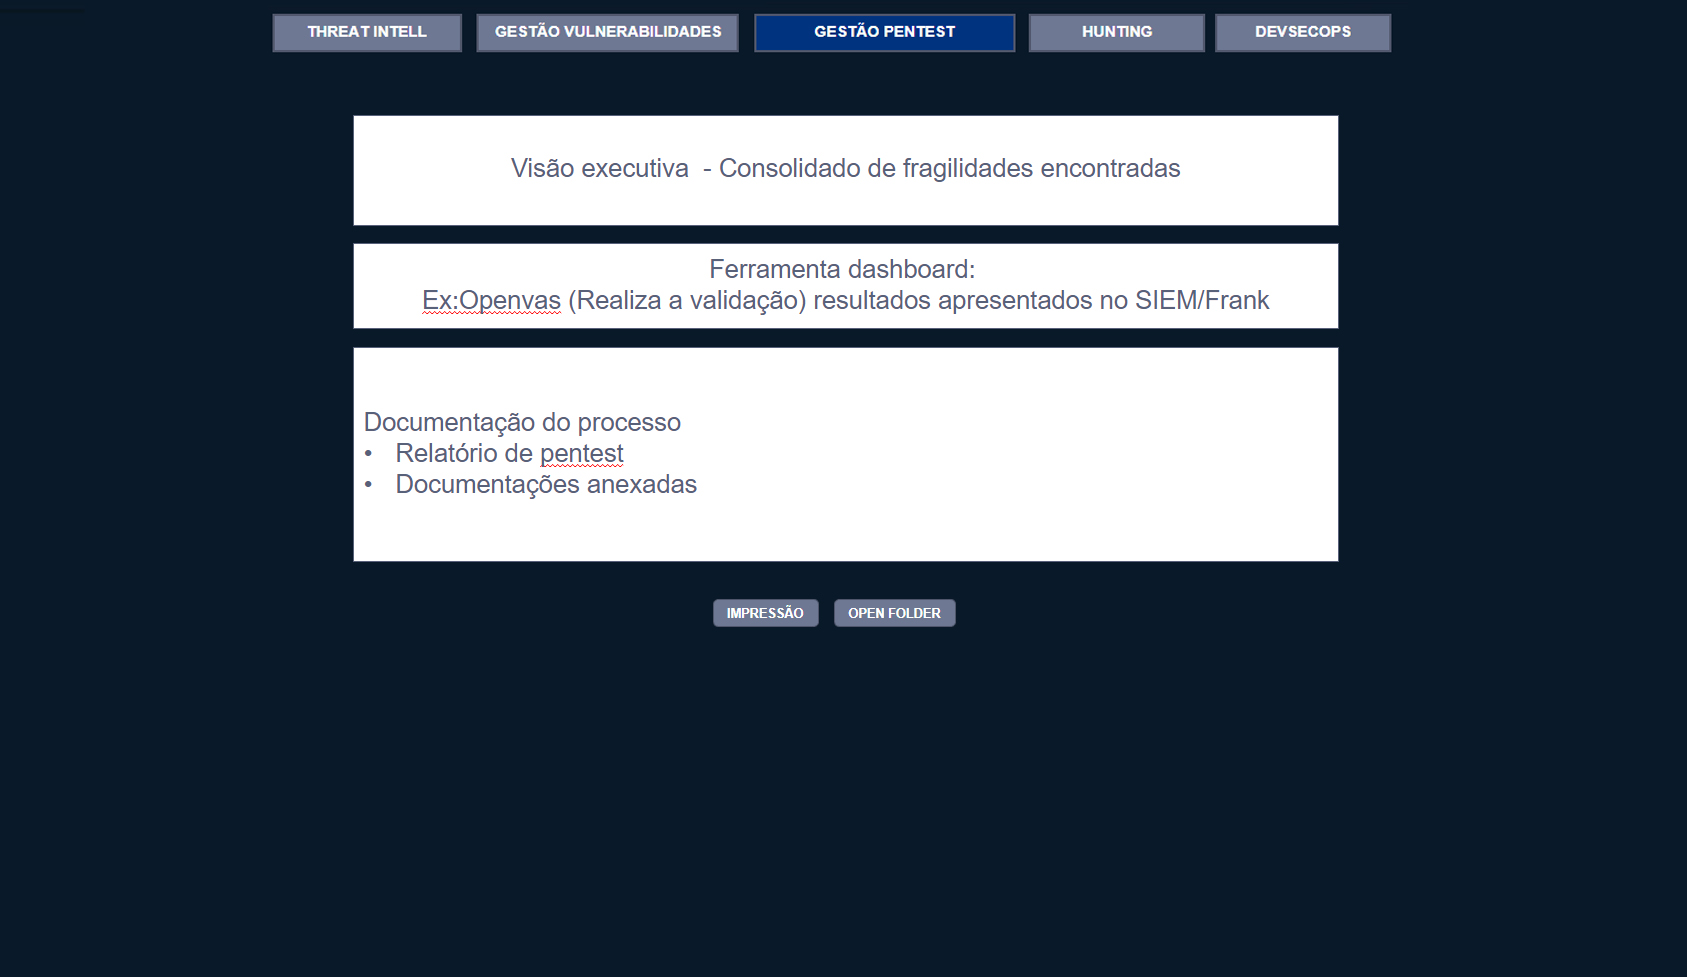 THREAT INTELL
GESTÃO VULNERABILIDADES
GESTÃO PENTEST
HUNTING
DEVSECOPS
Visão executiva  - Consolidado de fragilidades encontradas
Ferramenta dashboard:
Ex:Openvas (Realiza a validação) resultados apresentados no SIEM/Frank
Documentação do processo
• Relatório de pentest
• Documentações anexadas
IMPRESSÃO
OPEN FOLDER